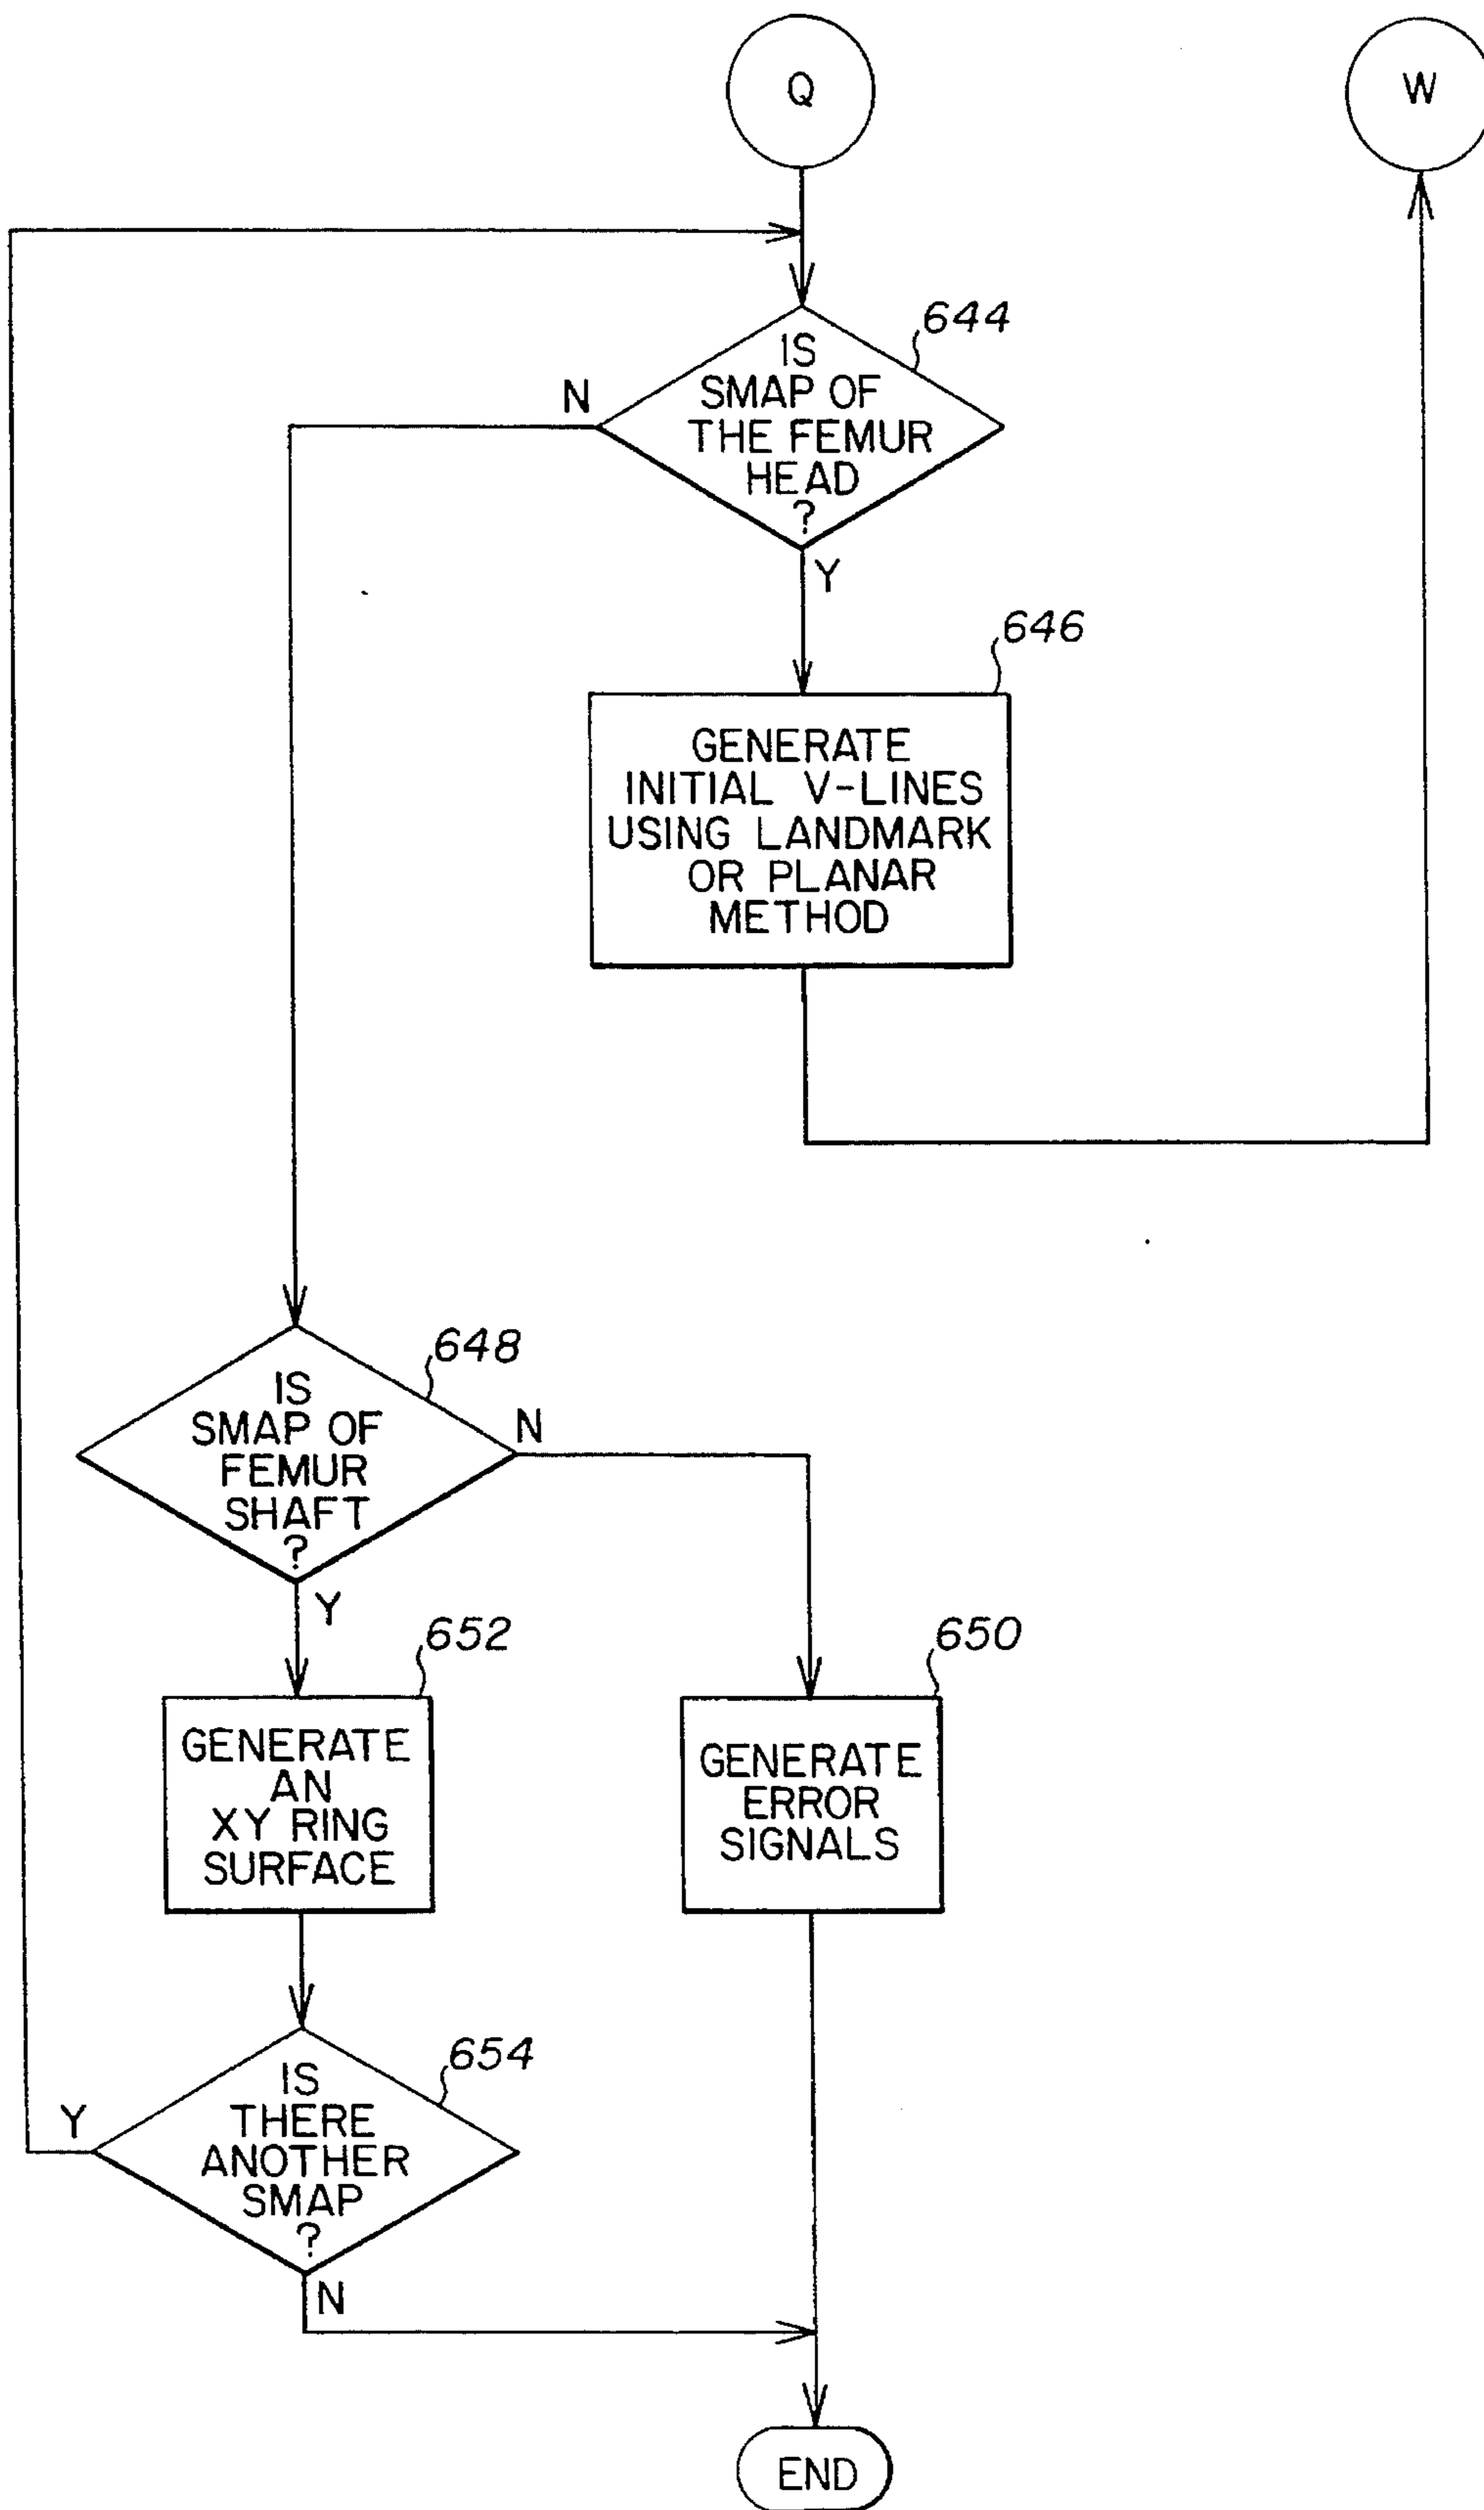 Q
W
644
IS
SMAP OF
THE FEMUR
HEAD
?
N
Y
646
GENERATE
INITIAL V-LINES
USING LANDMARK
OR PLANAR
METHOD
648
IS
SMAP OF
FEMUR
SHAFT
?
N
Y
652
GENERATE
AN
XY RING
SURFACE
650
GENERATE
ERROR
SIGNALS
654
IS
THERE
ANOTHER
SMAP
?
Y
N
END